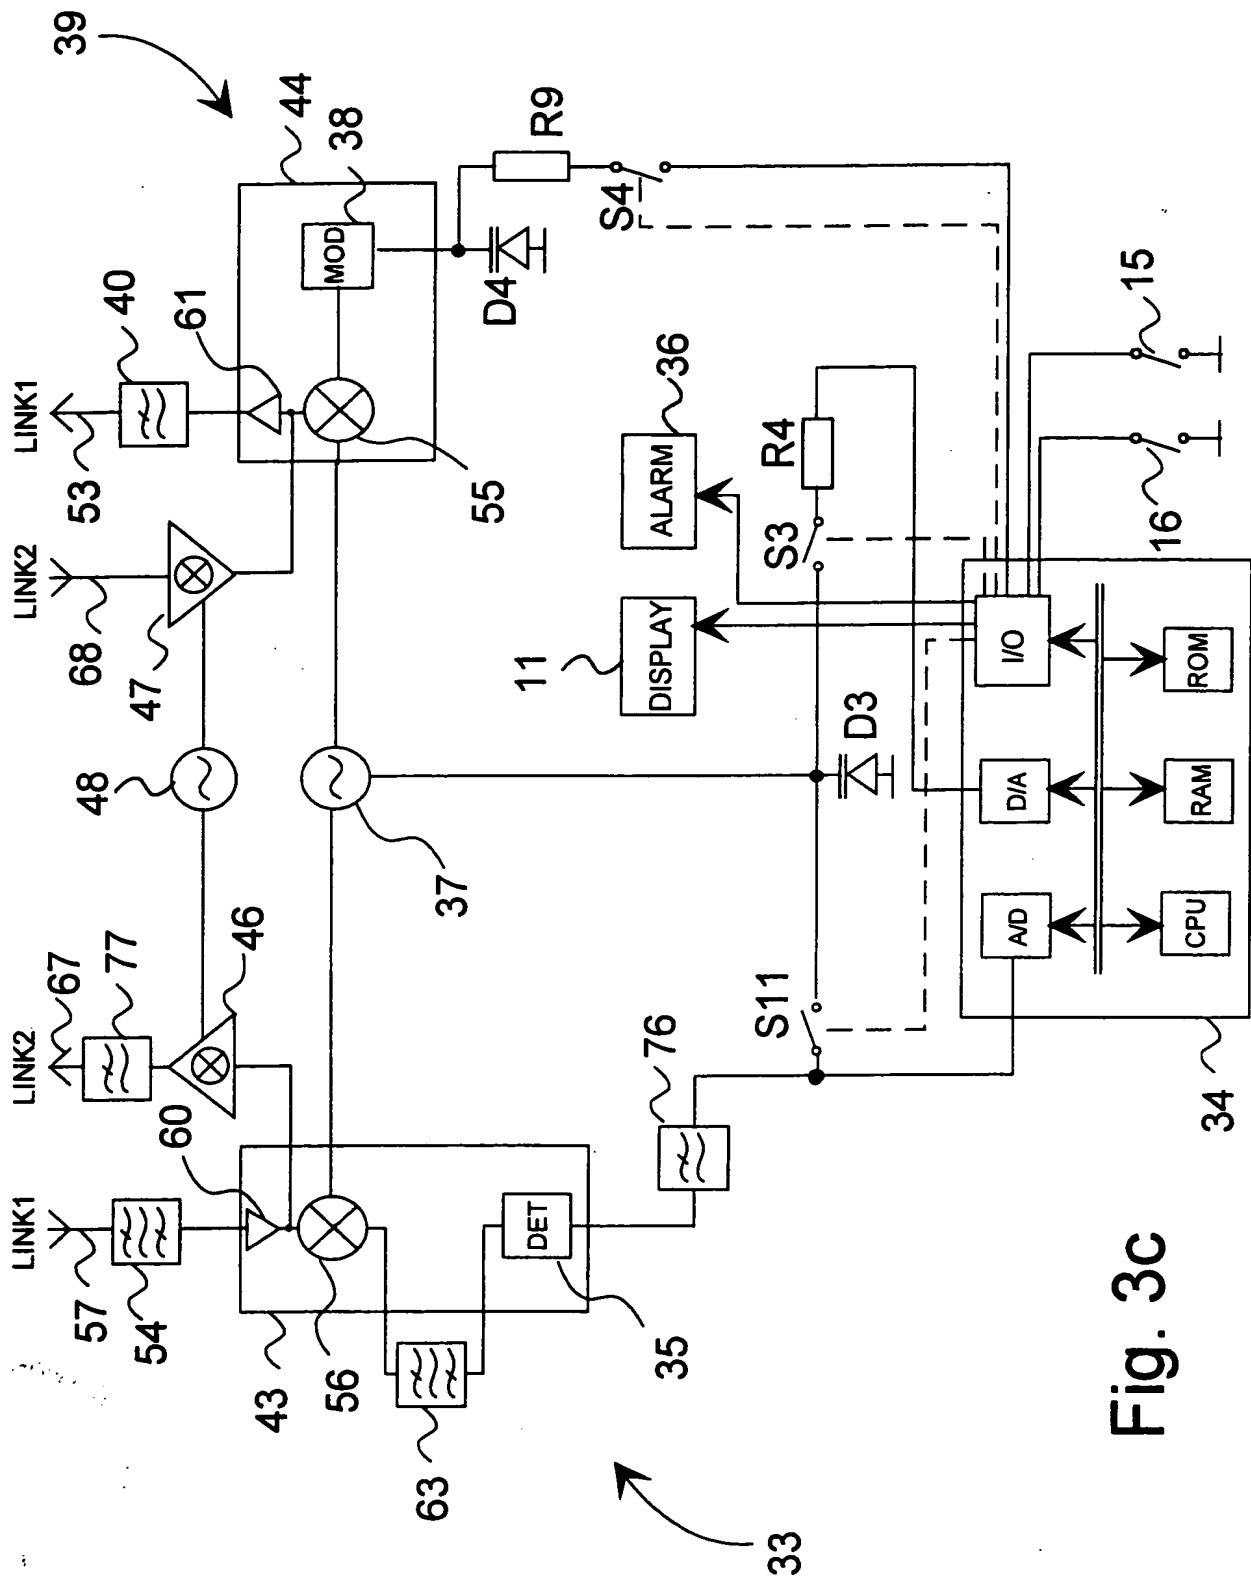 39
LINK1
LINK2
LINK2
LINK1
53
40
61
44
38
MOD
68
47
55
48
37
67
77
46
60
57
54
43
56
63
DET
35
33
R9
S4
D4
ALARM
36
DISPLAY
11
R4
S3
D3
S11
76
15
16
I/O
D/A
A/D
ROM
RAM
CPU
34
Fig. 3c